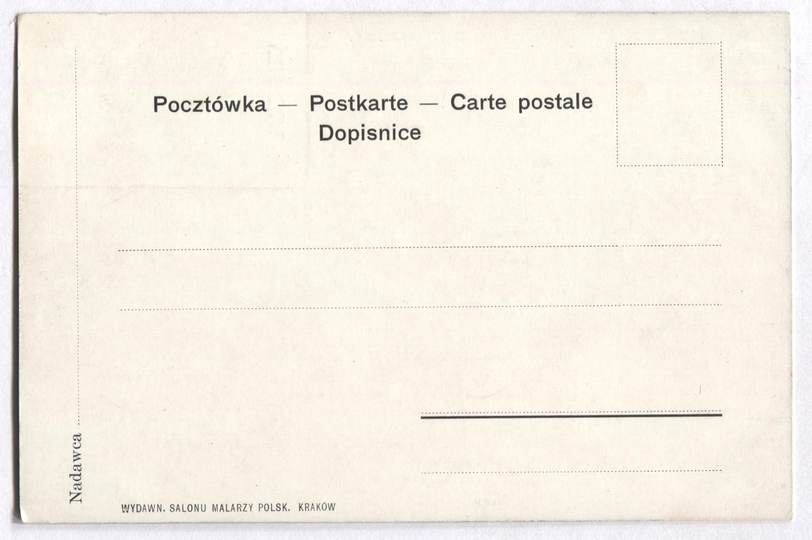 Pocztówka — Postkarte — Carte postale
Dopisnice
Nadawca
WYDAWN. SALONU MALARZY POLSK. KRAKÓW